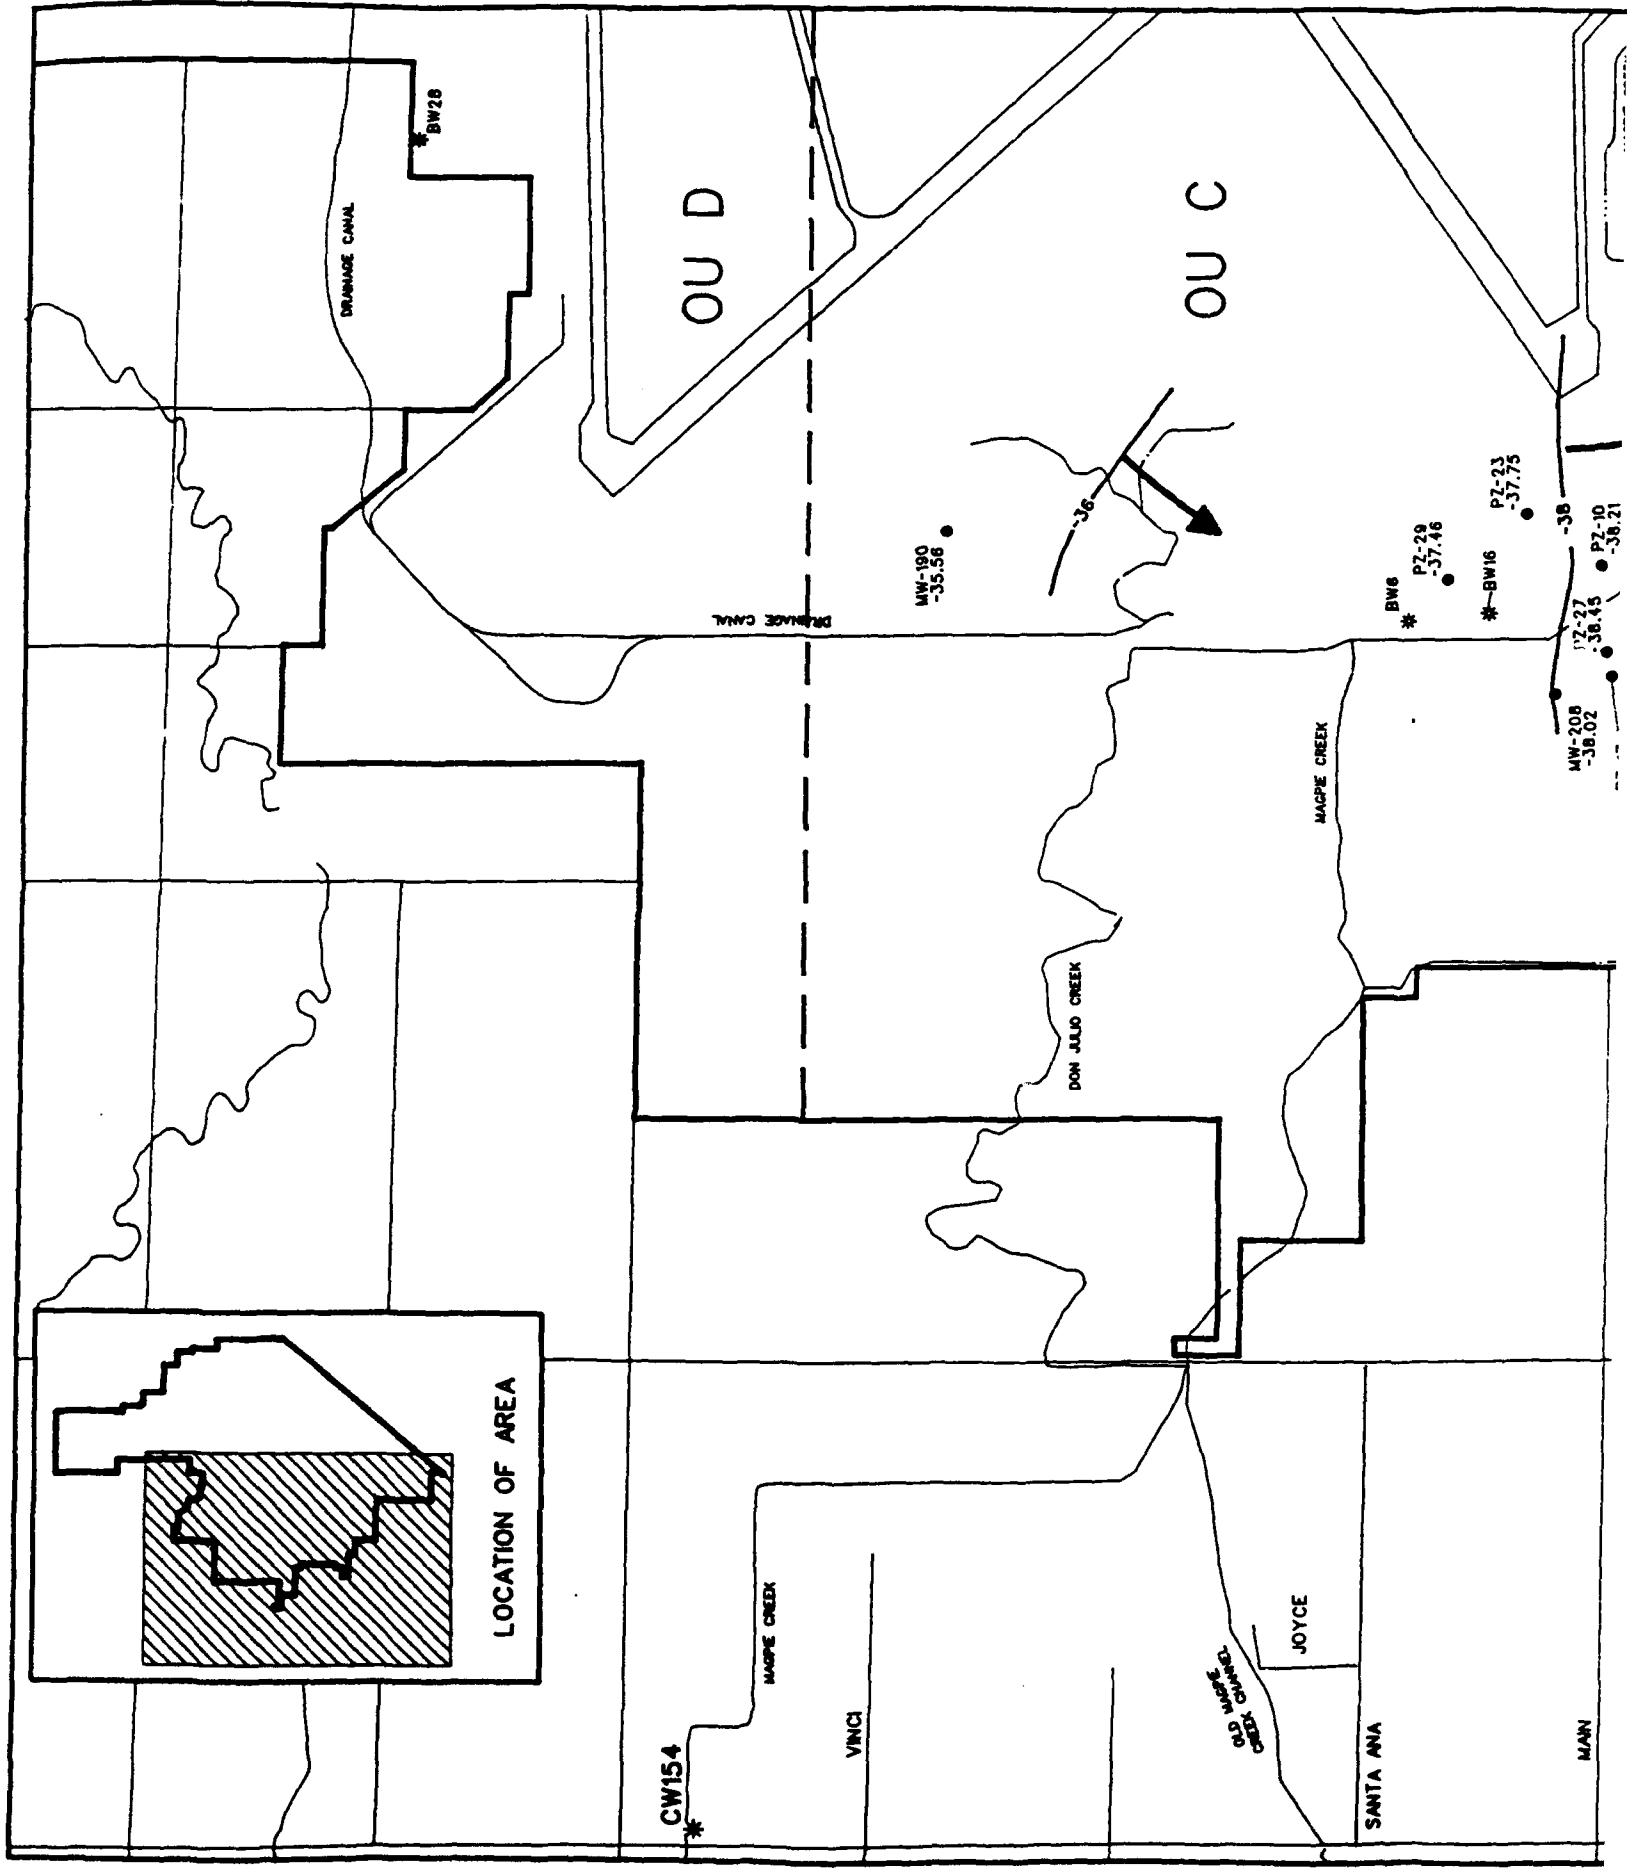 LOCATION OF AREA
CW154
MAGPIE CREEK
VINCI
OLD MAGPIE
CREEK CHANNEL
JOYCE
SANTA ANA
MAIN
DON JULIO CREEK
MAGPIE CREEK
DRAINAGE CANAL
MW-190
-35.56
-36
BW6
PZ-29
-37.46
BW16
PZ-23
-37.75
-38
PZ-10
-38.21
PZ-27
-38.45
MW-208
-38.02
DRAINAGE CANAL
BW28
OU D
OU C